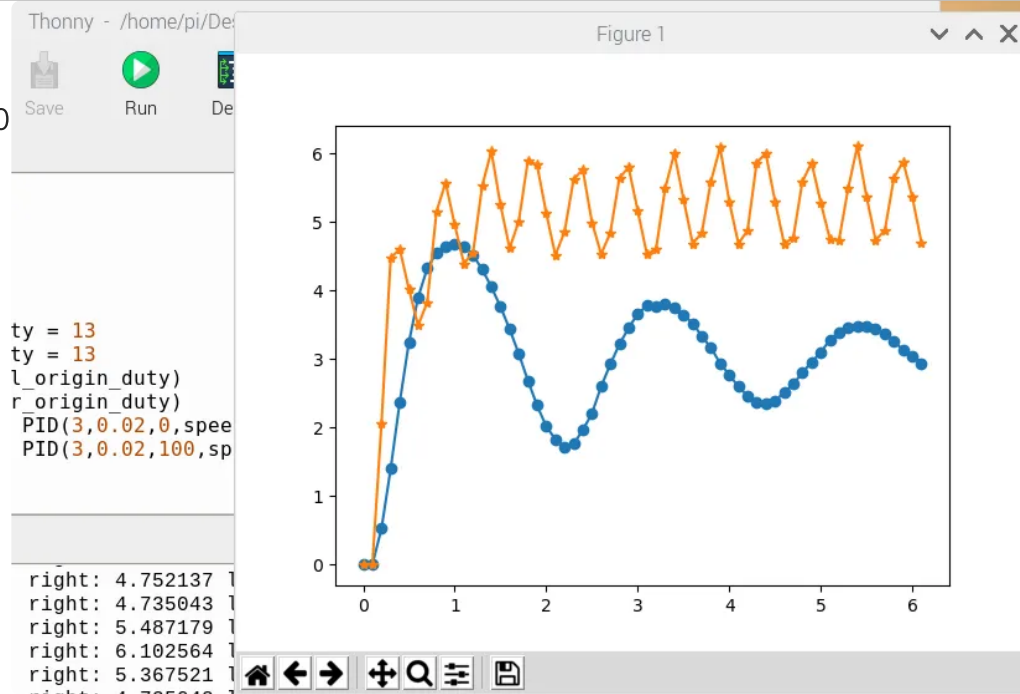 Thonny - /home/pi/De
Figure 1
Save
Run
De
0
ty = 13
ty = 13
l_origin_duty)
r_origin_duty)
PID(3,0.02,0,spee
PID(3,0.02,100,sp
right: 4.752137 l
right: 4.735043 l
right: 5.487179 l
right: 6.102564 l
right: 5.367521 l
6
5
4
3
2
1
0
0 1 2 3 4 5 6